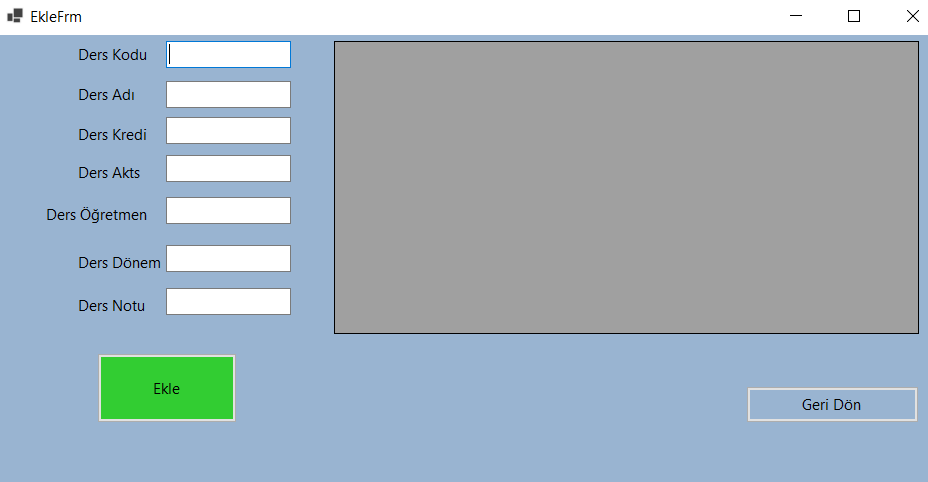 EkleFrm
Ders Kodu
Ders Adı
Ders Kredi
Ders Akts
Ders Öğretmen
Ders Dönem
Ders Notu
Ekle
Geri Dön